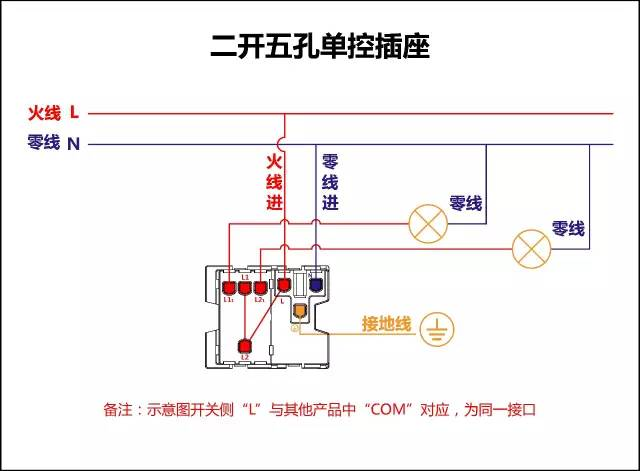 二开五孔单控插座
火线 L
零线 N
火线进
零线进
零线
零线
L1
L1₁
L2₁
L
N
L2
接地线
备注：示意图开关侧“L”与其他产品中“COM”对应，为同一接口